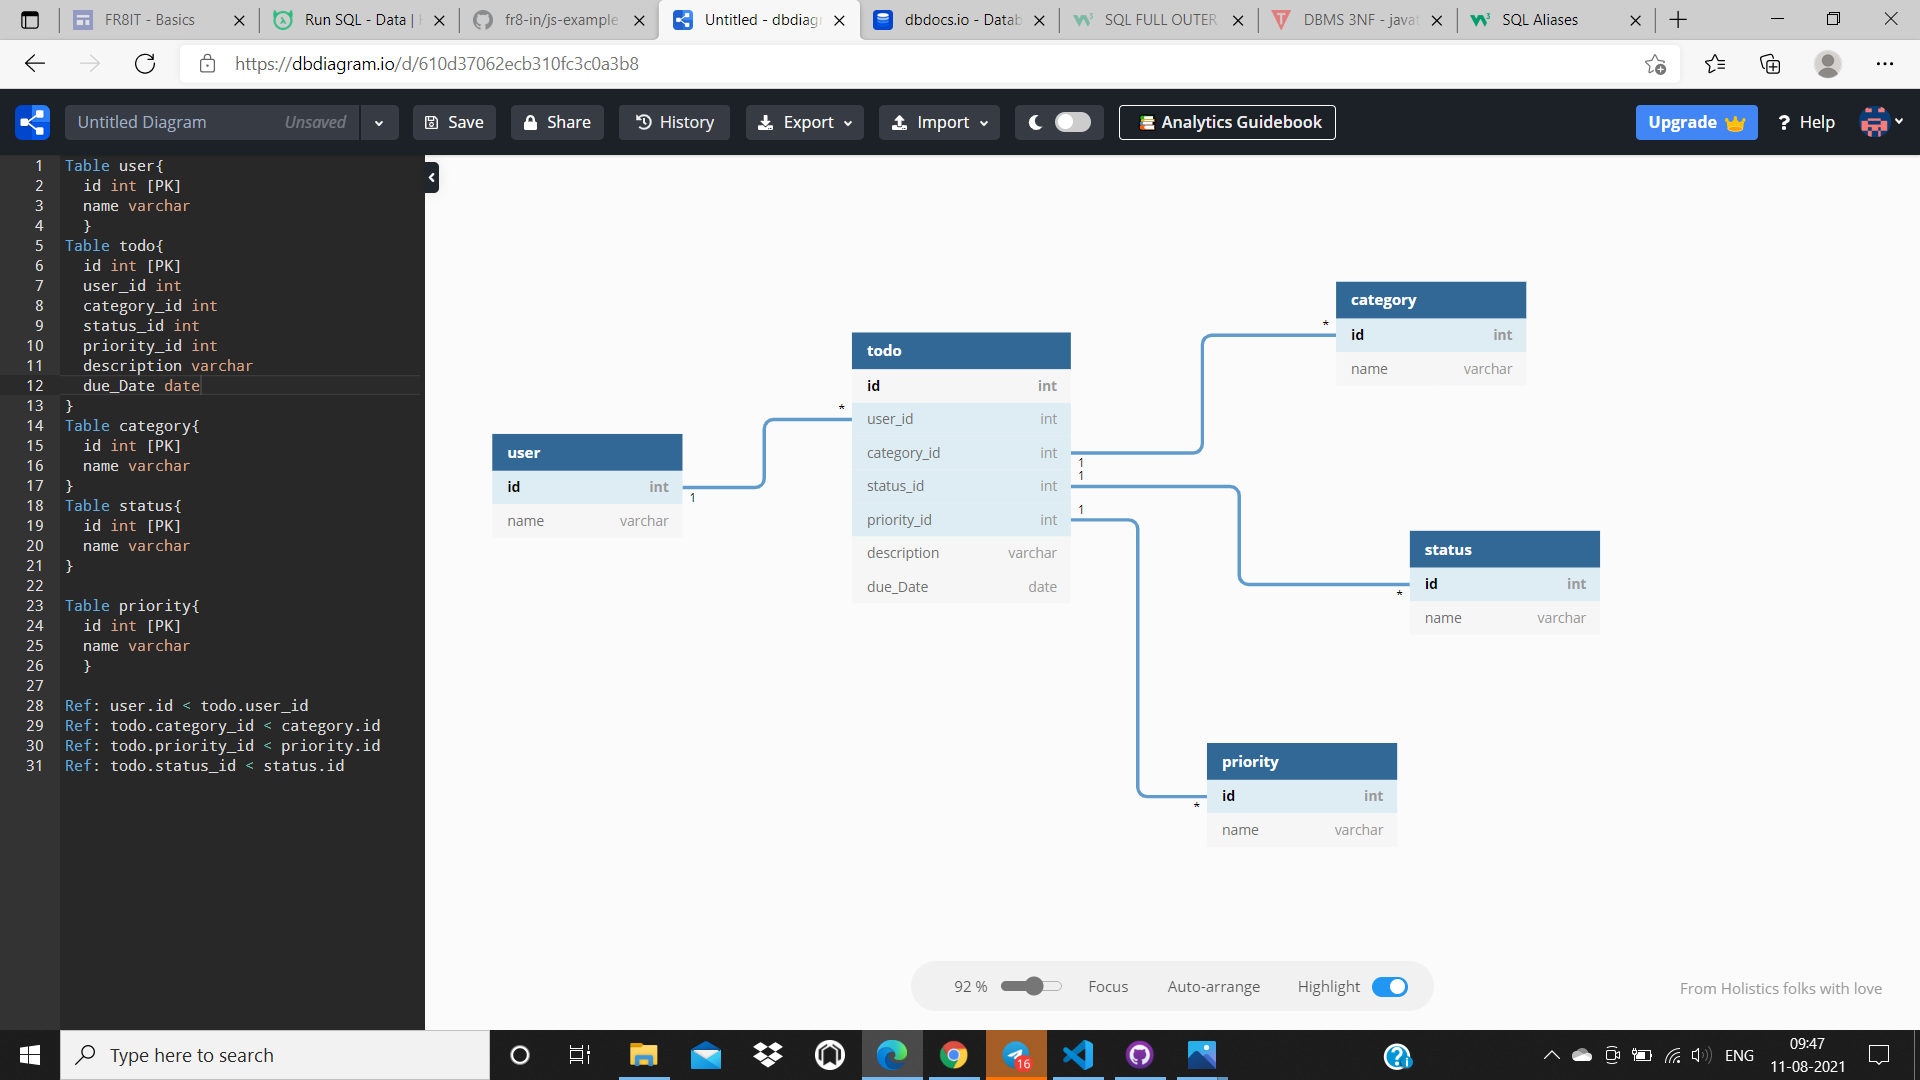 FR8IT - Basics
Run SQL - Data |
fr8-in/js-example
Untitled - dbdiagr
dbdocs.io - Datab
SQL FULL OUTER
DBMS 3NF - javat
SQL Aliases
https://dbdiagram.io/d/610d37062ecb310fc3c0a3b8
Untitled Diagram Unsaved
Save
Share
History
Export
Import
Analytics Guidebook
Upgrade
? Help
1 Table user{
2 id int [PK]
3 name varchar
4 }
5 Table todo{
6 id int [PK]
7 user_id int
8 category_id int
9 status_id int
10 priority_id int
11 description varchar
12 due_Date date
13 }
14 Table category{
15 id int [PK]
16 name varchar
17 }
18 Table status{
19 id int [PK]
20 name varchar
21 }
22
23 Table priority{
24 id int [PK]
25 name varchar
26 }
27
28 Ref: user.id < todo.user_id
29 Ref: todo.category_id < category.id
30 Ref: todo.priority_id < priority.id
31 Ref: todo.status_id < status.id
user
id int
name varchar
1
*
todo
id int
user_id int
category_id int
status_id int
priority_id int
description varchar
due_Date date
1
1
1
*
category
id int
name varchar
*
status
id int
name varchar
*
priority
id int
name varchar
92 %
Focus
Auto-arrange
Highlight
From Holistics folks with love
Type here to search
16
ENG
09:47
11-08-2021